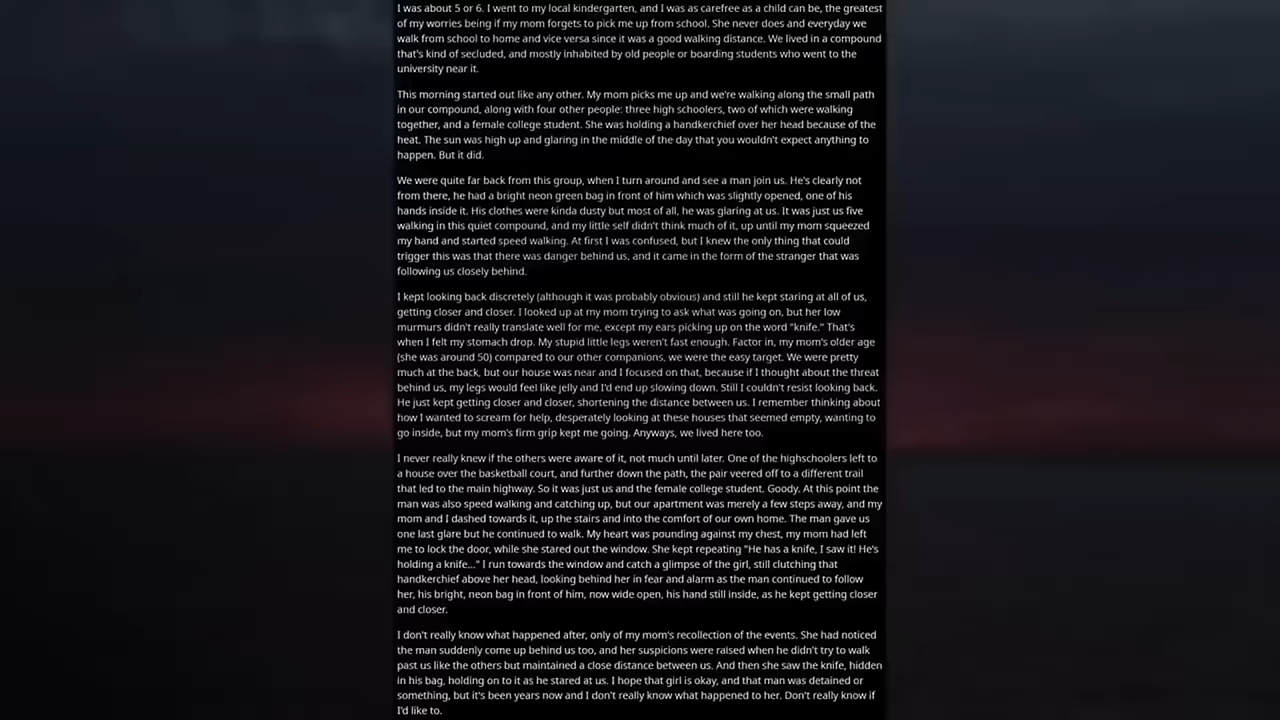 I was about 5 or 6. I went to my local kindergarten, and I was as carefree as a child can be, the greatest
of my worries being if my mom forgets to pick me up from school. She never does and everyday we
walk from school to home and vice versa since it was a good walking distance. We lived in a compound
that's kind of secluded, and mostly inhabited by old people or boarding students who went to the
university near it.
This morning started out like any other. My mom picks me up and we're walking along the small path
in our compound, along with four other people: three high schoolers, two of which were walking
together, and a female college student. She was holding a handkerchief over her head because of the
heat. The sun was high up and glaring in the middle of the day that you wouldn't expect anything to
happen. But it did.
We were quite far back from this group, when I turn around and see a man join us. He's clearly not
from there, he had a bright neon green bag in front of him which was slightly opened, one of his
hands inside it. His clothes were kinda dusty but most of all, he was glaring at us. It was just us five
walking in this quiet compound, and my little self didn't think much of it, up until my mom squeezed
my hand and started speed walking. At first I was confused, but I knew the only thing that could
trigger this was that there was danger behind us, and it came in the form of the stranger that was
following us closely behind.
I kept looking back discretely (although it was probably obvious) and still he kept staring at all of us,
getting closer and closer. I looked up at my mom trying to ask what was going on, but her low
murmurs didn't really translate well for me, except my ears picking up on the word "knife." That's
when I felt my stomach drop. My stupid little legs weren't fast enough. Factor in, my mom's older age
(she was around 50) compared to our other companions, we were the easy target. We were pretty
much at the back, but our house was near and I focused on that, because if I thought about the threat
behind us, my legs would feel like jelly and I'd end up slowing down. Still I couldn't resist looking back.
He just kept getting closer and closer, shortening the distance between us. I remember thinking about
how I wanted to scream for help, desperately looking at these houses that seemed empty, wanting to
go inside, but my mom's firm grip kept me going. Anyways, we lived here too.
I never really knew if the others were aware of it, not much until later. One of the highschoolers left to
a house over the basketball court, and further down the path, the pair veered off to a different trail
that led to the main highway. So it was just us and the female college student. Goody. At this point the
man was also speed walking and catching up, but our apartment was merely a few steps away, and my
mom and I dashed towards it, up the stairs and into the comfort of our own home. The man gave us
one last glare but he continued to walk. My heart was pounding against my chest, my mom had left
me to lock the door, while she stared out the window. She kept repeating "He has a knife, I saw it! He's
holding a knife..." I run towards the window and catch a glimpse of the girl, still clutching that
handkerchief above her head, looking behind her in fear and alarm as the man continued to follow
her, his bright, neon bag in front of him, now wide open, his hand still inside, as he kept getting closer
and closer.
I don't really know what happened after, only of my mom's recollection of the events. She had noticed
the man suddenly come up behind us too, and her suspicions were raised when he didn't try to walk
past us like the others but maintained a close distance between us. And then she saw the knife, hidden
in his bag, holding on to it as he stared at us. I hope that girl is okay, and that man was detained or
something, but it's been years now and I don't really know what happened to her. Don't really know if
I'd like to.